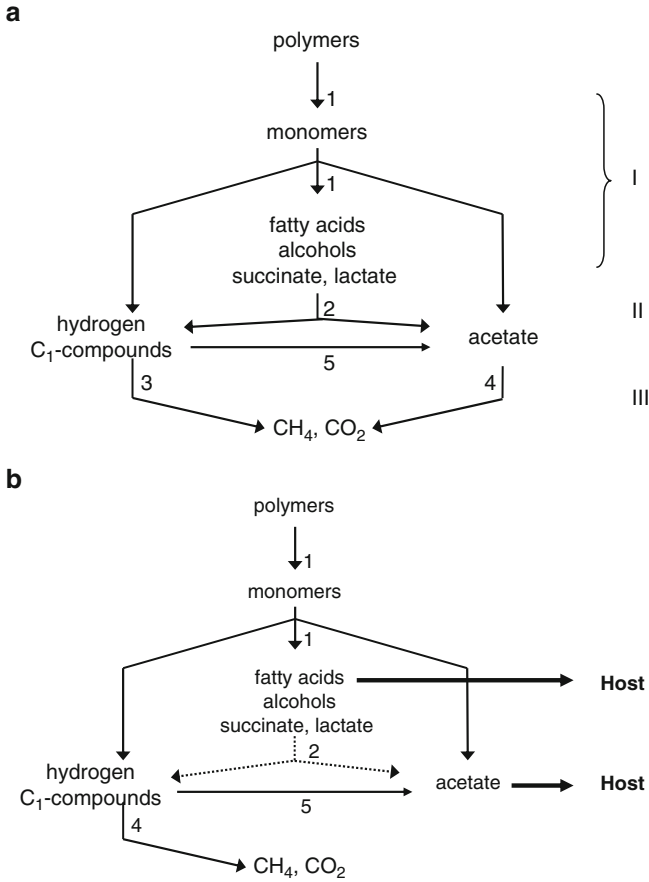 a
polymers
1
monomers
1
I
fatty acids
alcohols
succinate, lactate
2
II
hydrogen
C₁-compounds
acetate
5
3
4
III
CH₄, CO₂
b
polymers
1
monomers
1
fatty acids
Host
alcohols
succinate, lactate
2
hydrogen
C₁-compounds
acetate
Host
5
4
CH₄, CO₂